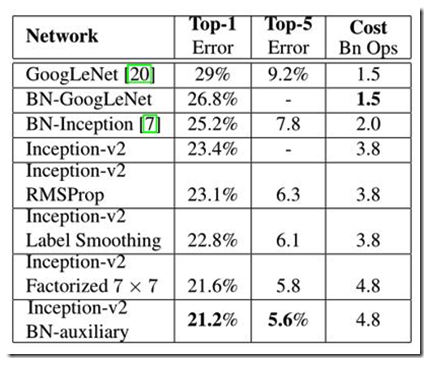 Network Top-1 Error Top-5 Error Cost Bn Ops
GoogLeNet [20] 29% 9.2% 1.5
BN-GoogLeNet 26.8% - 1.5
BN-Inception [7] 25.2% 7.8 2.0
Inception-v2 23.4% - 3.8
Inception-v2
RMSProp 23.1% 6.3 3.8
Inception-v2
Label Smoothing 22.8% 6.1 3.8
Inception-v2
Factorized 7 × 7 21.6% 5.8 4.8
Inception-v2
BN-auxiliary 21.2% 5.6% 4.8